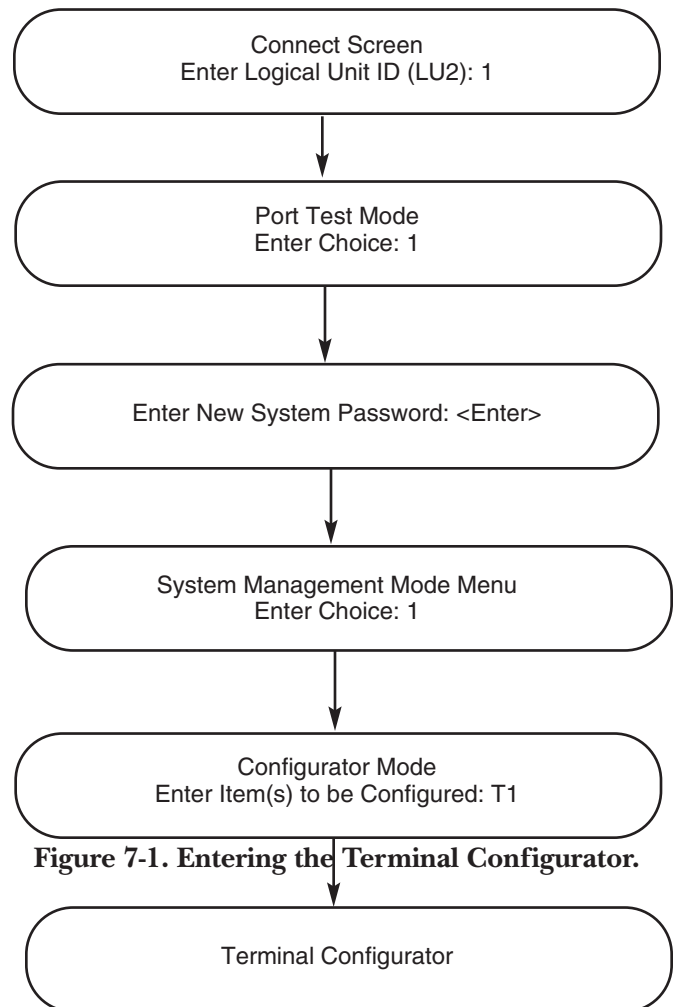 Connect Screen
Enter Logical Unit ID (LU2): 1
Port Test Mode
Enter Choice: 1
Enter New System Password: <Enter>
System Management Mode Menu
Enter Choice: 1
Configurator Mode
Enter Item(s) to be Configured: T1
Figure 7-1. Entering the Terminal Configurator.
Terminal Configurator